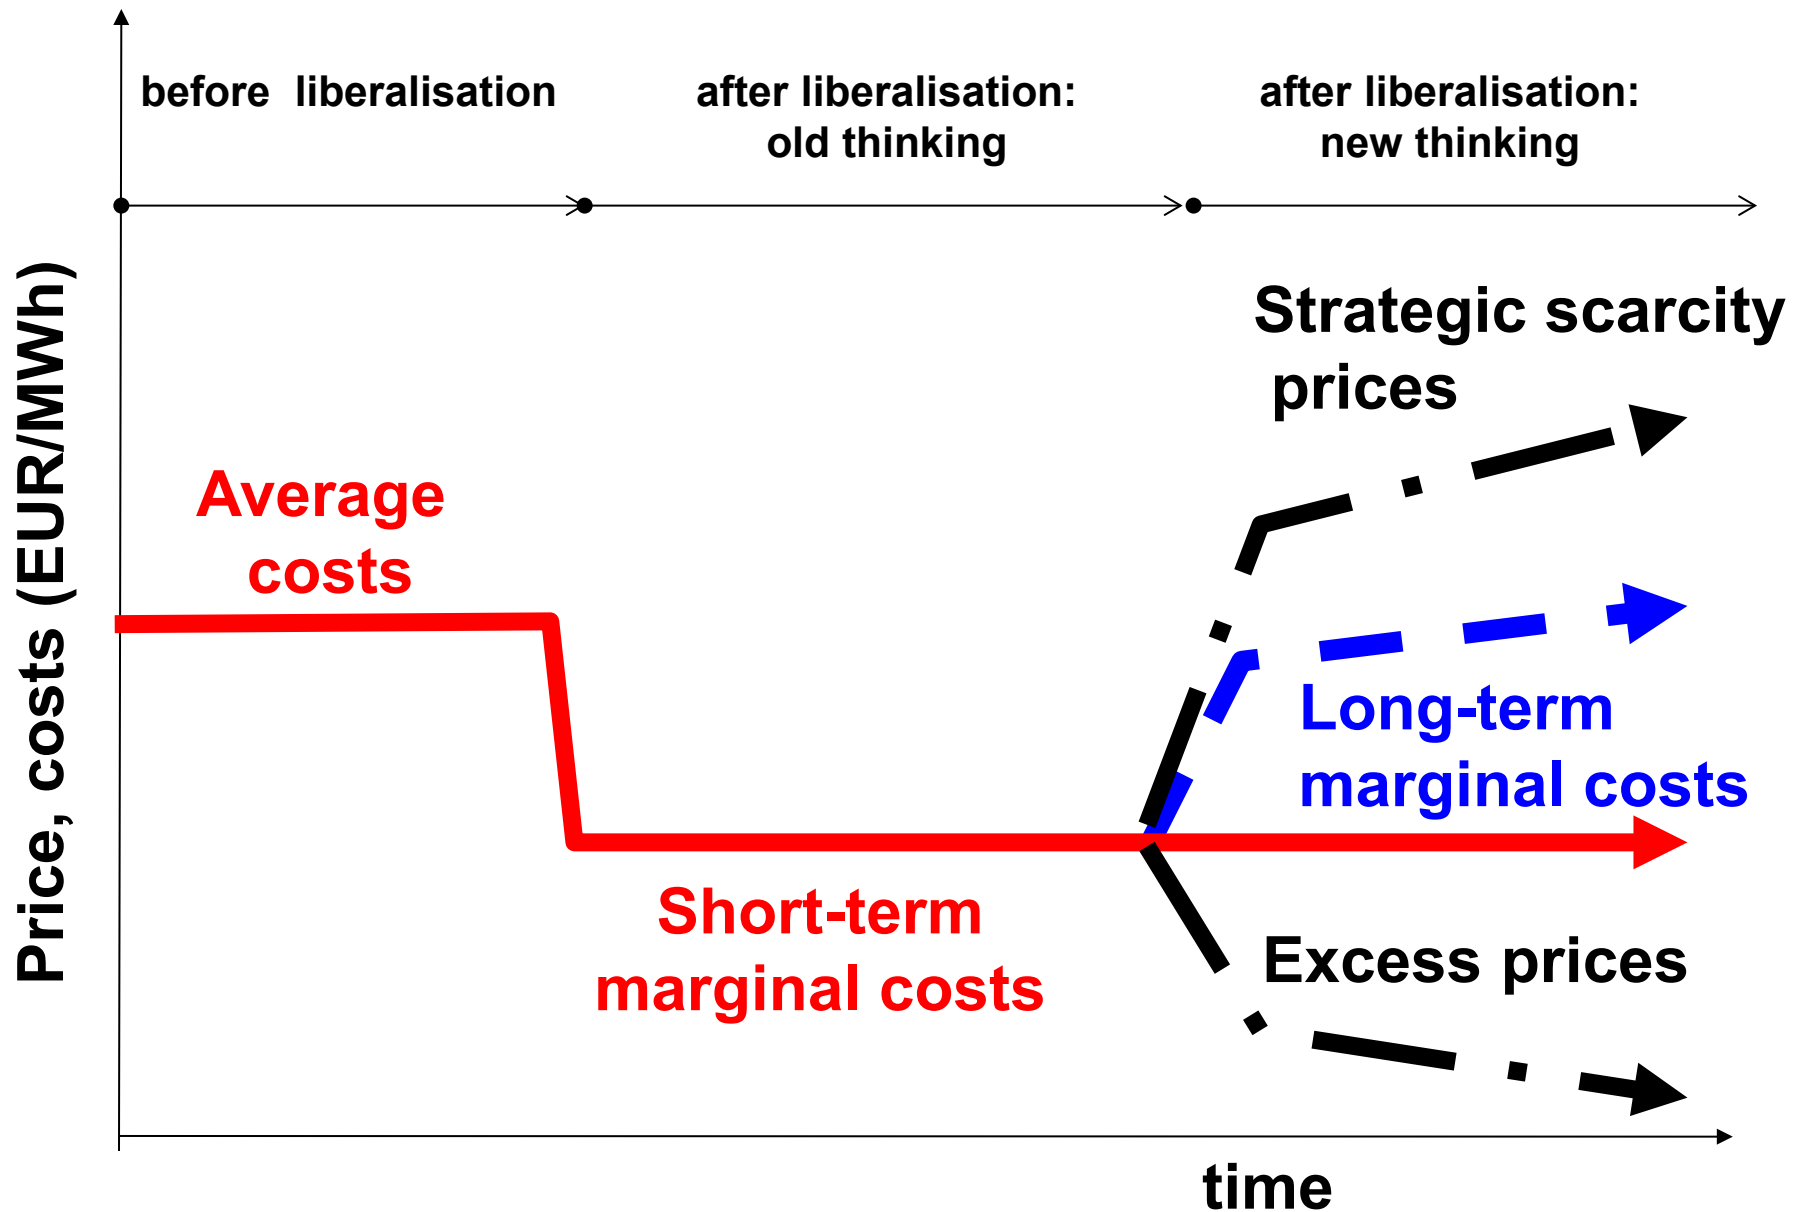 before liberalisation
after liberalisation:
old thinking
after liberalisation:
new thinking
Price, costs (EUR/MWh)
Strategic scarcity
prices
Average
costs
Long-term
marginal costs
Short-term
marginal costs
Excess prices
time